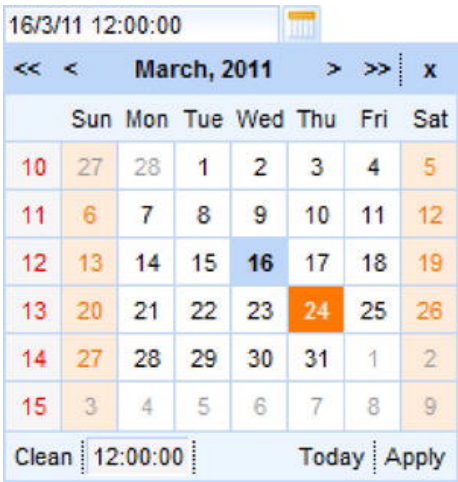 16/3/11 12:00:00
<< < March, 2011 > >> x
Sun Mon Tue Wed Thu Fri Sat
10 27 28 1 2 3 4 5
11 6 7 8 9 10 11 12
12 13 14 15 16 17 18 19
13 20 21 22 23 24 25 26
14 27 28 29 30 31 1 2
15 3 4 5 6 7 8 9
Clean 12:00:00 Today Apply